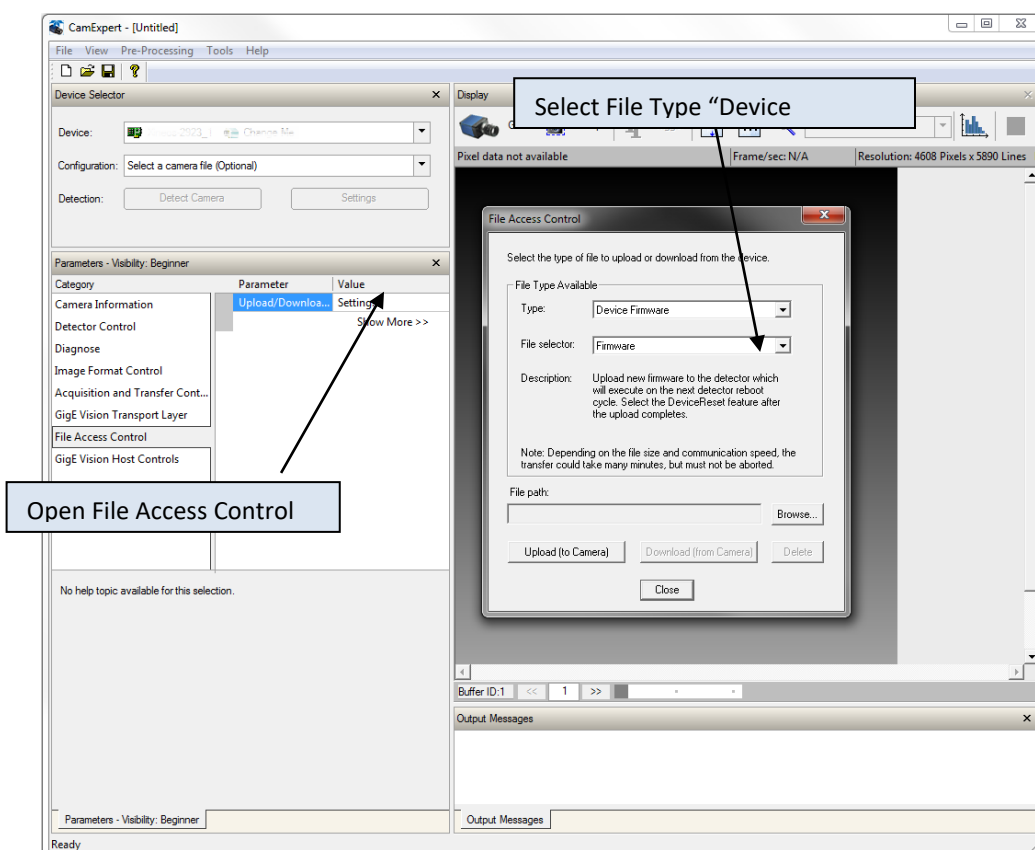 CamExpert - [Untitled]
File View Pre-Processing Tools Help
Device Selector
Device:
Configuration: Select a camera file (Optional)
Detection: Detect Camera Settings
Parameters - Visibility: Beginner
Category Parameter Value
Camera Information Upload/Downloa... Setting
Detector Control Show More >>
Diagnose
Image Format Control
Acquisition and Transfer Cont...
GigE Vision Transport Layer
File Access Control
GigE Vision Host Controls
Open File Access Control
No help topic available for this selection.
Parameters - Visibility: Beginner
Ready
Display
Select File Type “Device
Pixel data not available Frame/sec: N/A Resolution: 4608 Pixels x 5890 Lines
File Access Control
Select the type of file to upload or download from the device.
File Type Available
Type: Device Firmware
File selector: Firmware
Description: Upload new firmware to the detector which
will execute on the next detector reboot
cycle. Select the DeviceReset feature after
the upload completes.
Note: Depending on the file size and communication speed, the
transfer could take many minutes, but must not be aborted.
File path:
Browse...
Upload (to Camera) Download (from Camera) Delete
Close
Buffer ID:1 << 1 >>
Output Messages
Output Messages